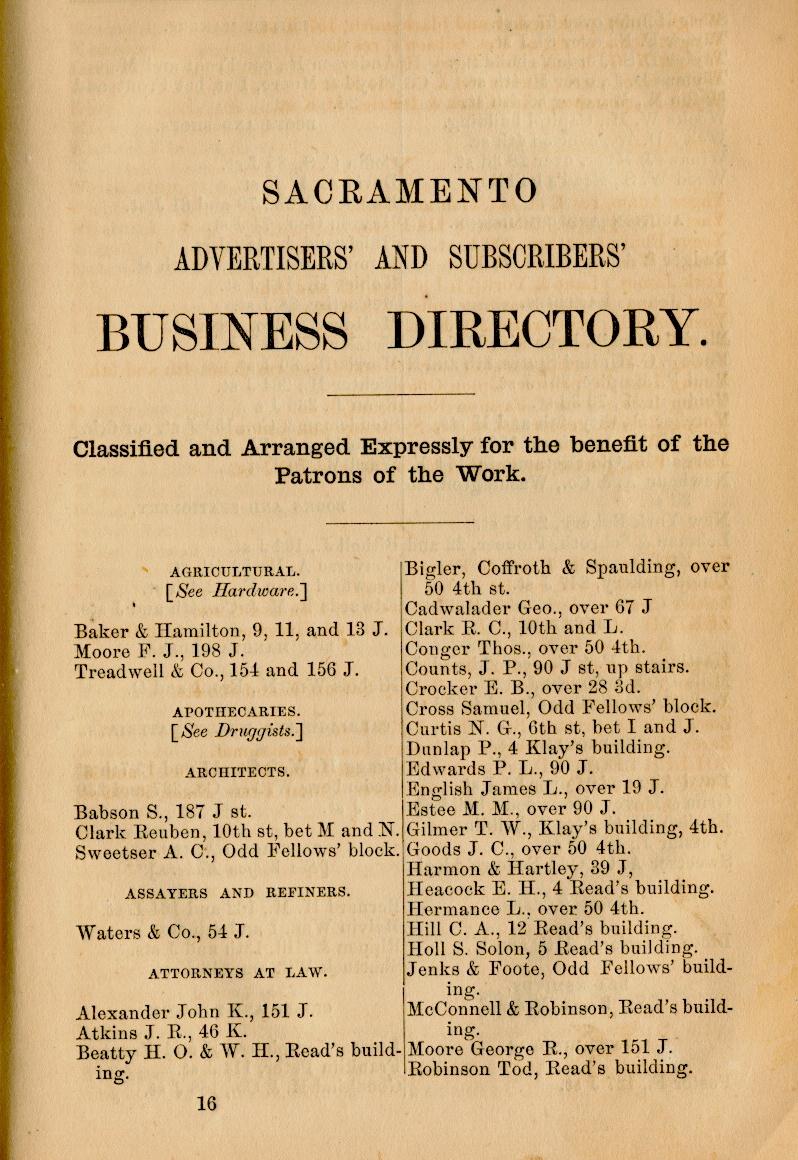 SACRAMENTO
ADVERTISERS' AND SUBSCRIBERS'
BUSINESS DIRECTORY.
Classified and Arranged Expressly for the benefit of the
Patrons of the Work.
AGRICULTURAL.
[See Hardware.]
Baker & Hamilton, 9, 11, and 13 J.
Moore F. J., 198 J.
Treadwell & Co., 154 and 156 J.
APOTHECARIES.
[See Druggists.]
ARCHITECTS.
Babson S., 187 J st.
Clark Reuben, 10th st, bet M and N.
Sweetser A. C., Odd Fellows' block.
ASSAYERS AND REFINERS.
Waters & Co., 54 J.
ATTORNEYS AT LAW.
Alexander John K., 151 J.
Atkins J. R., 46 K.
Beatty H. O. & W. H., Read's build-
ing.
16
Bigler, Coffroth & Spaulding, over
50 4th st.
Cadwalader Geo., over 67 J
Clark R. C., 10th and L.
Conger Thos., over 50 4th.
Counts, J. P., 90 J st, up stairs.
Crocker E. B., over 28 3d.
Cross Samuel, Odd Fellows' block.
Curtis N. G., 6th st, bet I and J.
Dunlap P., 4 Klay's building.
Edwards P. L., 90 J.
English James L., over 19 J.
Estee M. M., over 90 J.
Gilmer T. W., Klay's building, 4th.
Goods J. C., over 50 4th.
Harmon & Hartley, 39 J,
Heacock E. H., 4 Read's building.
Hermance L., over 50 4th.
Hill C. A., 12 Read's building.
Holl S. Solon, 5 Read's building.
Jenks & Foote, Odd Fellows' build-
ing.
McConnell & Robinson, Read's build-
ing.
Moore George R., over 151 J.
Robinson Tod, Read's building.